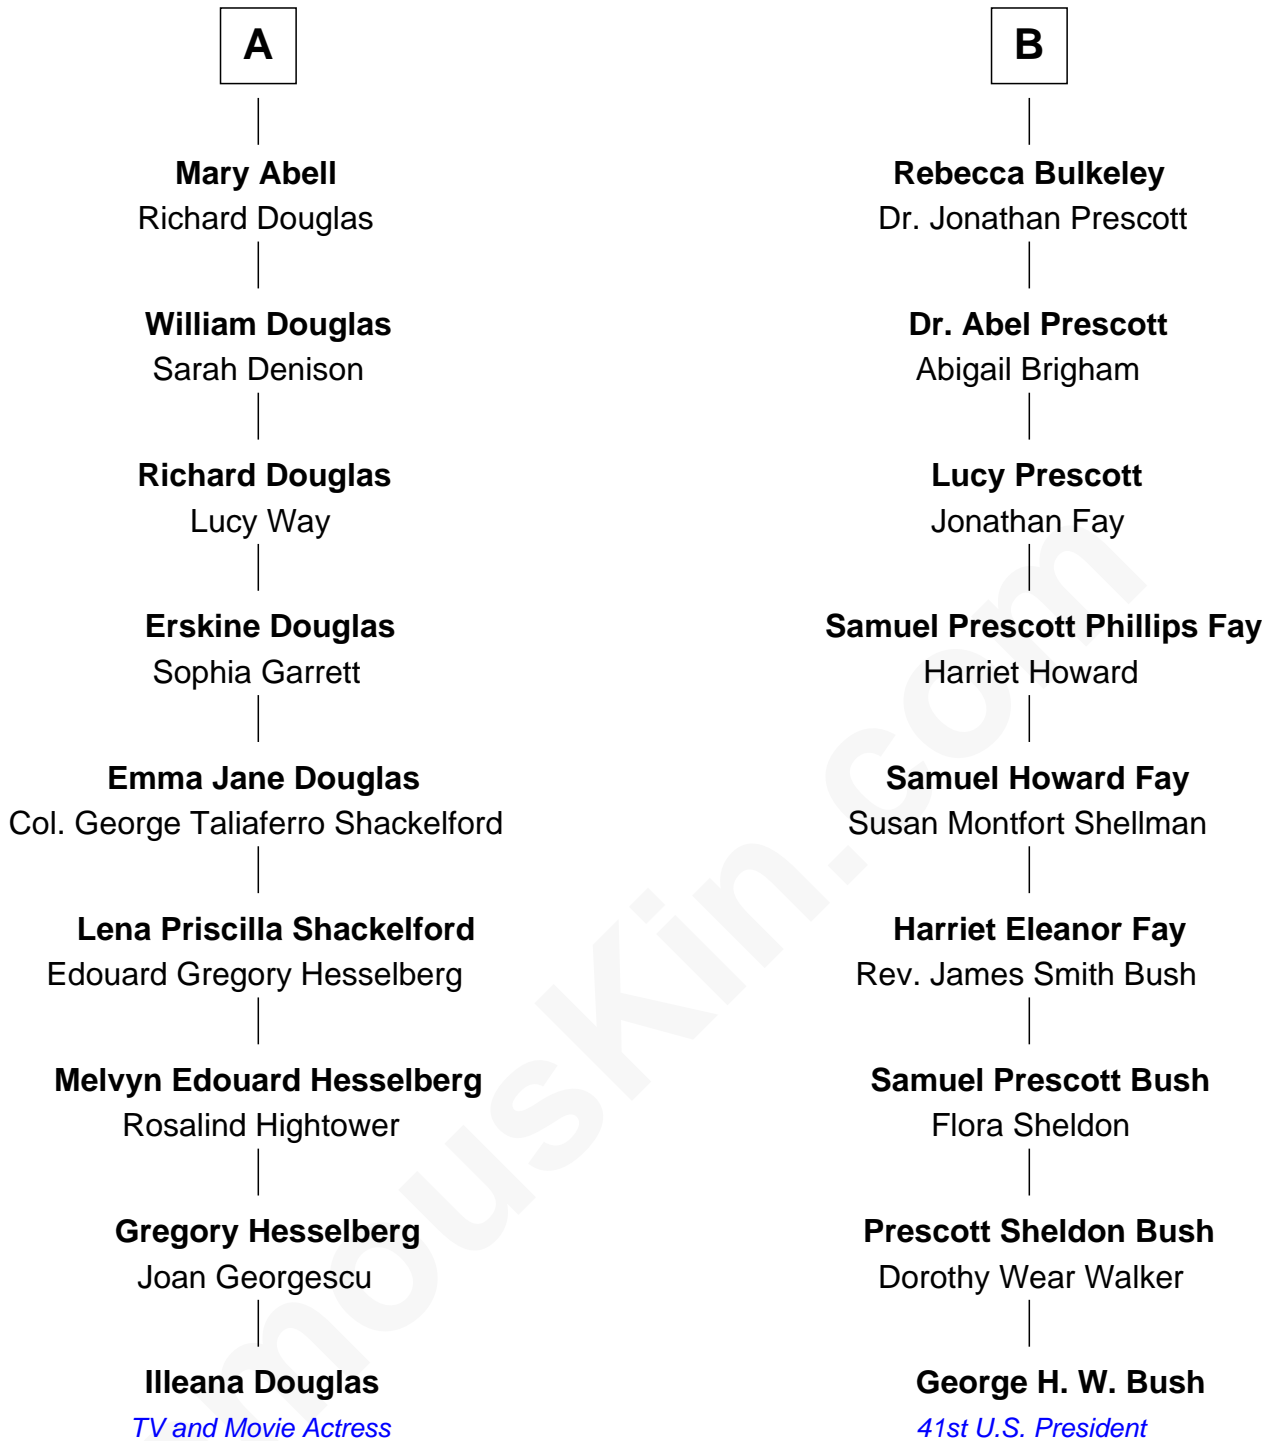 A
Mary Abell
Richard Douglas
William Douglas
Sarah Denison
Richard Douglas
Lucy Way
Erskine Douglas
Sophia Garrett
Emma Jane Douglas
Col. George Taliaferro Shackelford
Lena Priscilla Shackelford
Edouard Gregory Hesselberg
Melvyn Edouard Hesselberg
Rosalind Hightower
Gregory Hesselberg
Joan Georgescu
Illeana Douglas
TV and Movie Actress
B
Rebecca Bulkeley
Dr. Jonathan Prescott
Dr. Abel Prescott
Abigail Brigham
Lucy Prescott
Jonathan Fay
Samuel Prescott Phillips Fay
Harriet Howard
Samuel Howard Fay
Susan Montfort Shellman
Harriet Eleanor Fay
Rev. James Smith Bush
Samuel Prescott Bush
Flora Sheldon
Prescott Sheldon Bush
Dorothy Wear Walker
George H. W. Bush
41st U.S. President
mousKin.com